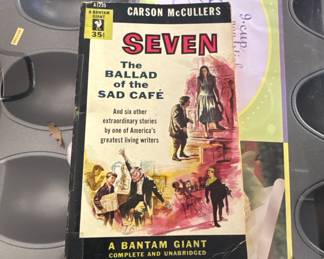 A BANTAM
GIANT
35¢
CARSON McCULLERS
SEVEN
The
BALLAD of the
SAD CAFÉ
And six other
extraordinary stories
by one of America's
greatest living writers
A BANTAM GIANT
COMPLETE AND UNABRIDGED